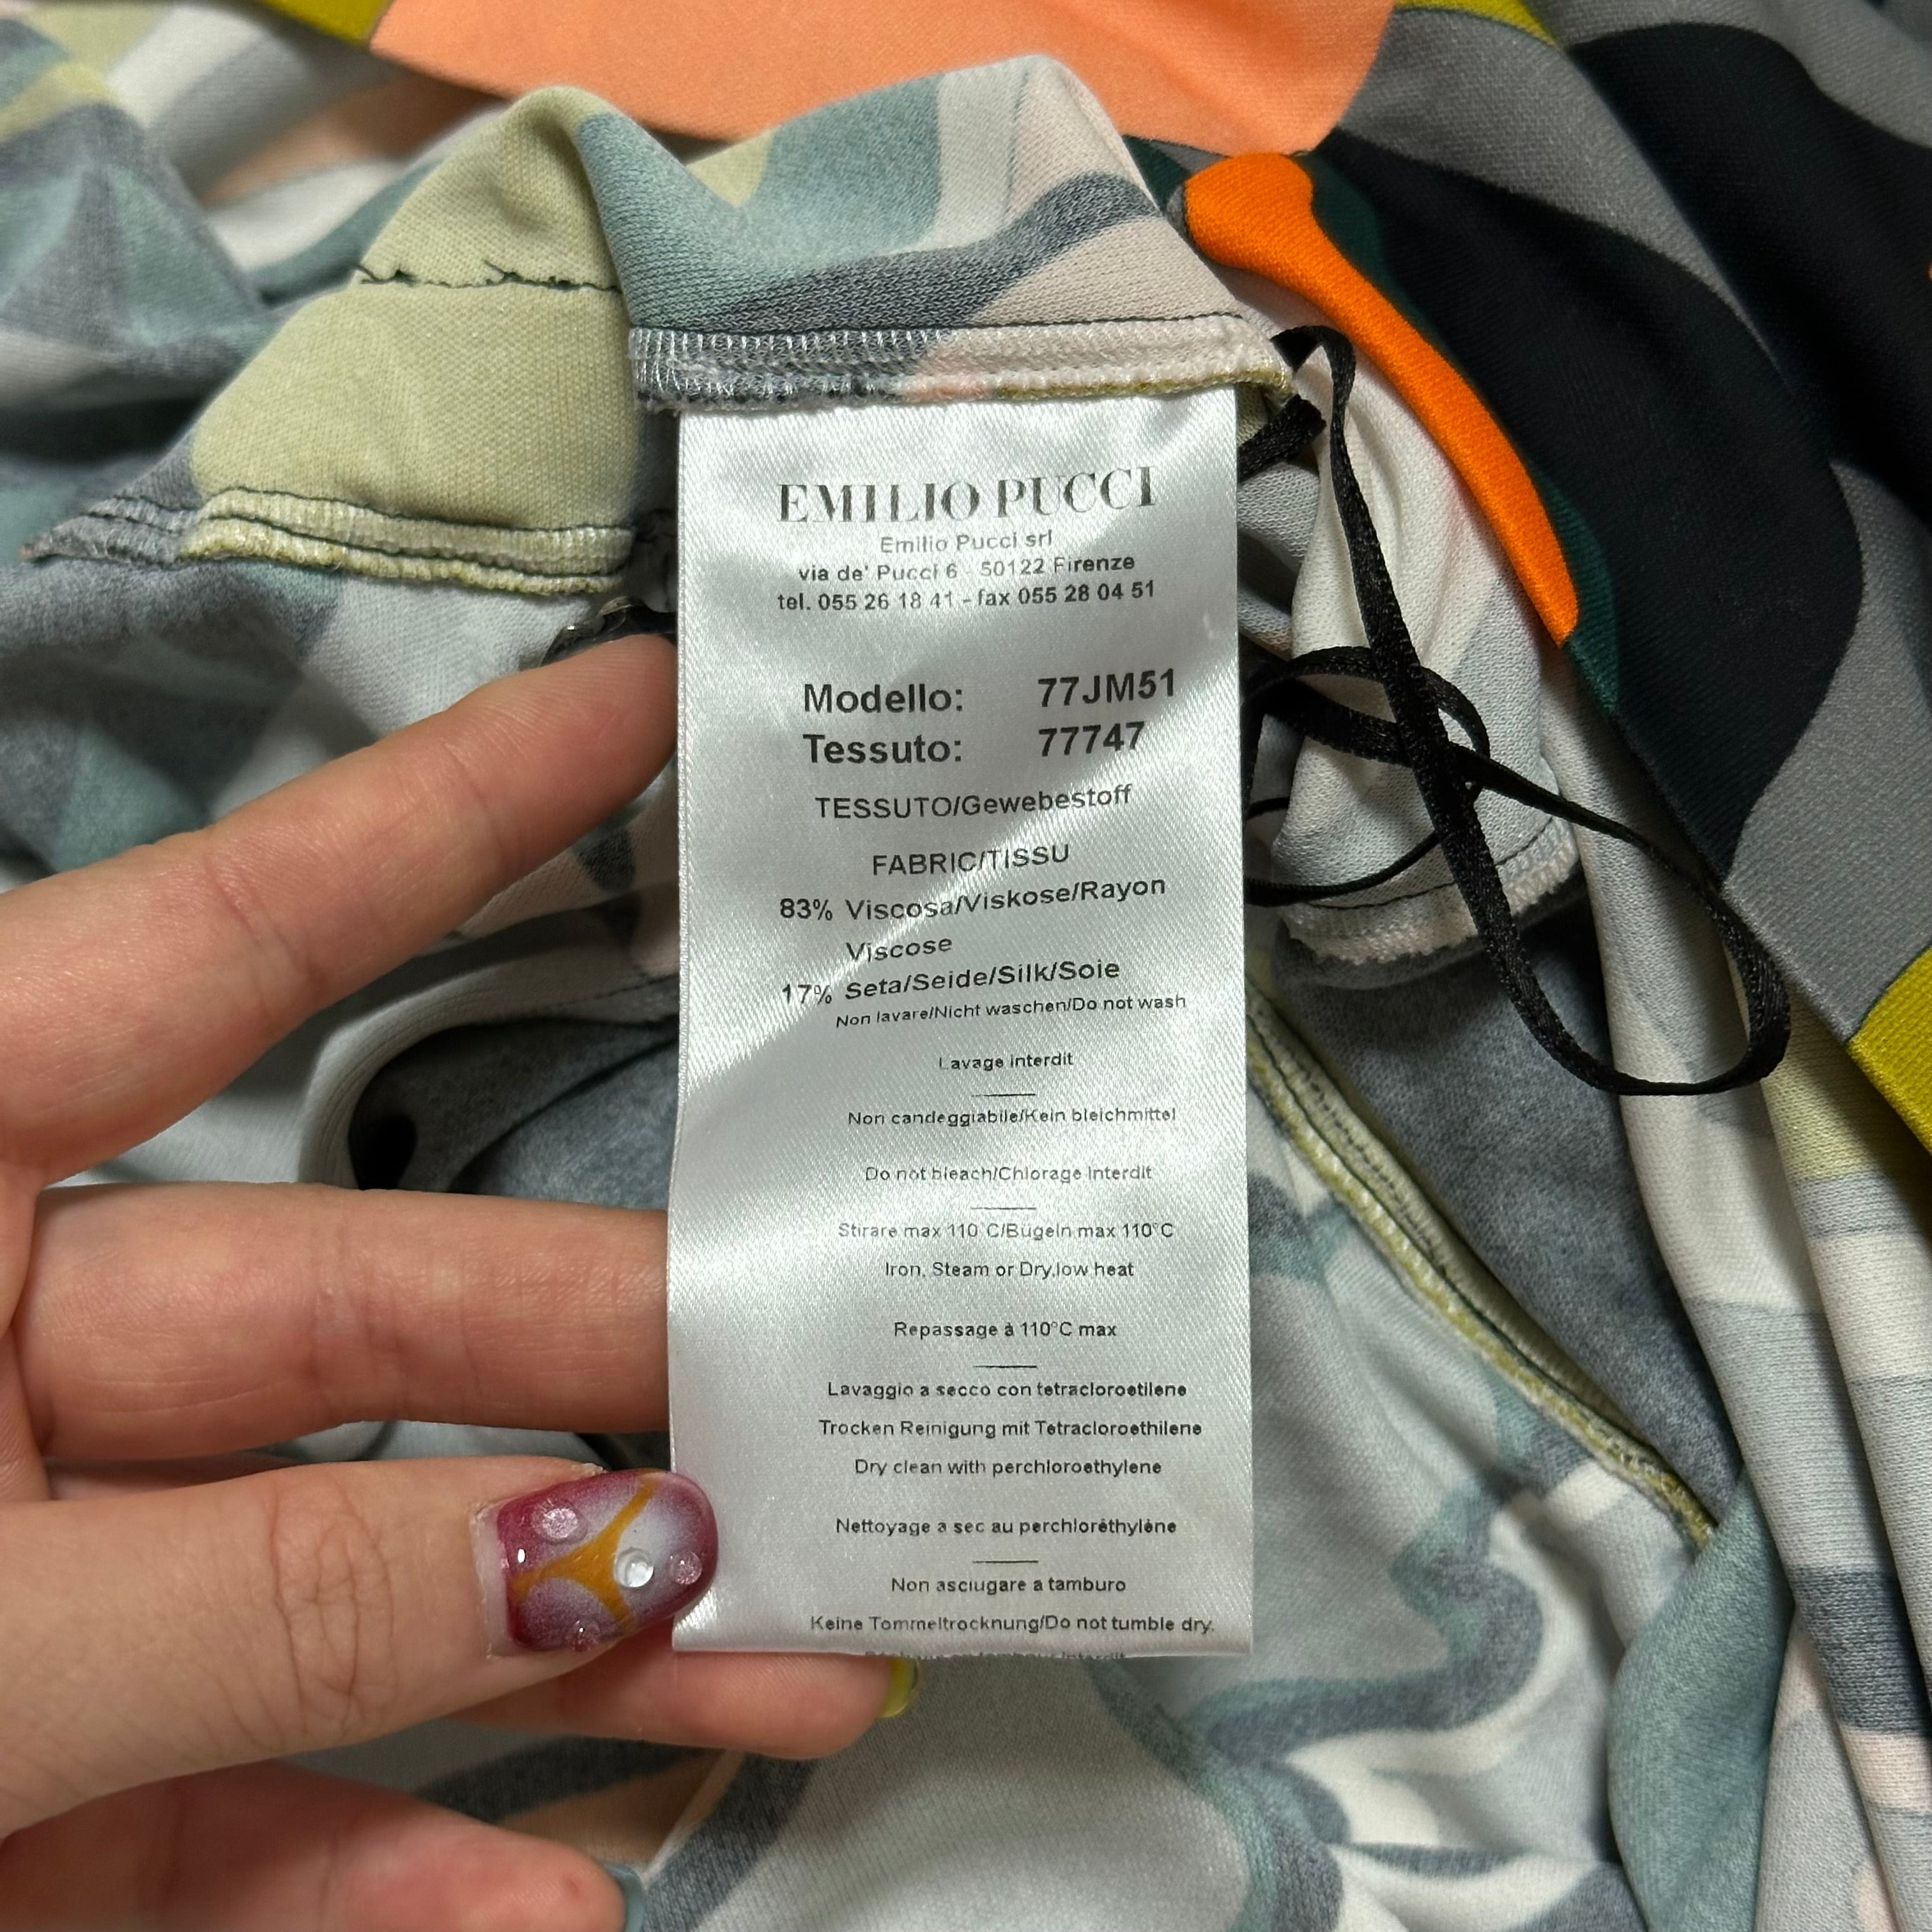 EMILIO PUCCI
Emilio Pucci srl
via de' Pucci 6 - 50122 Firenze
tel. 055 26 18 41 - fax 055 28 04 51
Modello: 77JM51
Tessuto: 77747
TESSUTO/Gewebestoff
FABRIC/TISSU
83% Viscosa/Viskose/Rayon
Viscose
17% Seta/Seide/Silk/Soie
Non lavare/Nicht waschen/Do not wash
Lavage interdit
Non candeggiabile/Kein bleichmittel
Do not bleach/Chlorage Interdit
Stirare max 110°C/Bügeln max 110°C
Iron, Steam or Dry,low heat
Repassage à 110°C max
Lavaggio a secco con tetracloroetilene
Trocken Reinigung mit Tetracloroethilene
Dry clean with perchloroethylene
Nettoyage a sec au perchloréthylène
Non asciugare a tamburo
Keine Tommeltrocknung/Do not tumble dry.